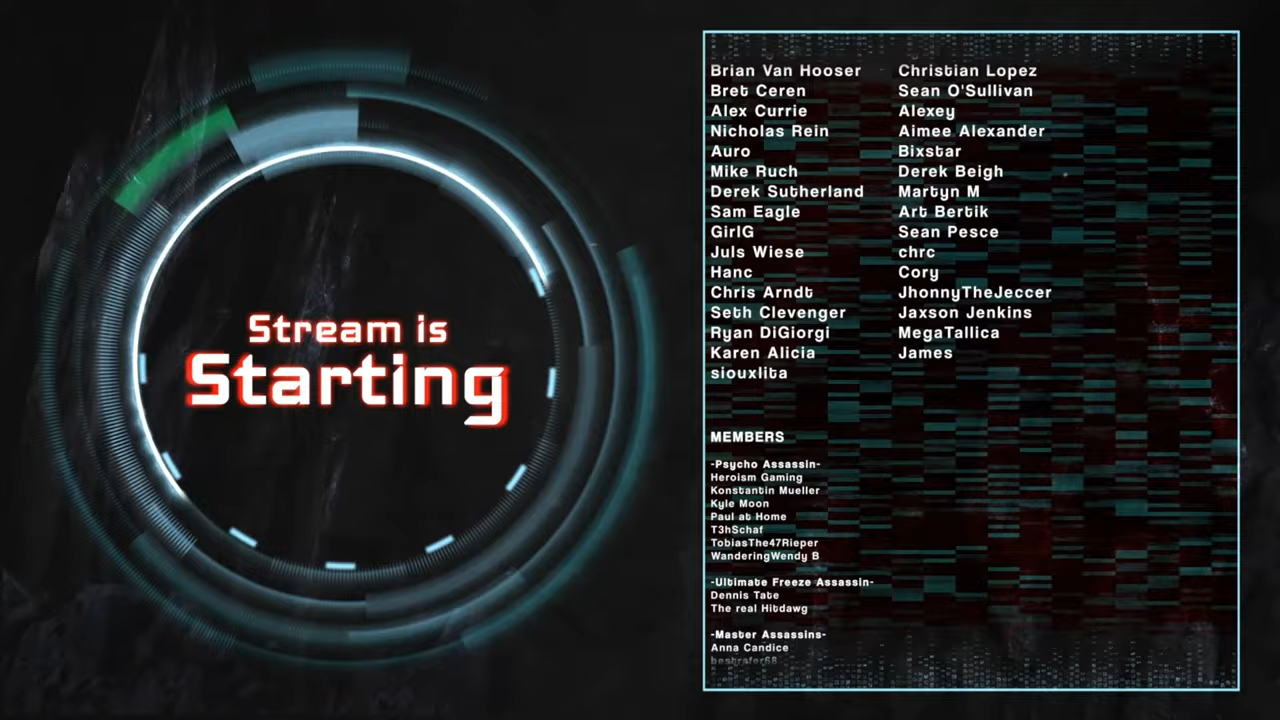 Stream is
Starting
Brian Van Hooser
Bret Ceren
Alex Currie
Nicholas Rein
Auro
Mike Ruch
Derek Sutherland
Sam Eagle
GirlG
Juls Wiese
Hanc
Chris Arndt
Seth Clevenger
Ryan DiGiorgi
Karen Alicia
siouxlita
Christian Lopez
Sean O'Sullivan
Alexey
Aimee Alexander
Bixstar
Derek Beigh
Martyn M
Art Bertik
Sean Pesce
chrc
Cory
JhonnyTheJeccer
Jaxson Jenkins
MegaTallica
James
MEMBERS
-Psycho Assassin-
Heroism Gaming
Konstantin Mueller
Kyle Moon
Paul at Home
T3hSchaf
TobiasThe47Rieper
WanderingWendy B
-Ultimate Freeze Assassin-
Dennis Tate
The real Hitdawg
-Master Assassins-
Anna Candice
bestrafer68